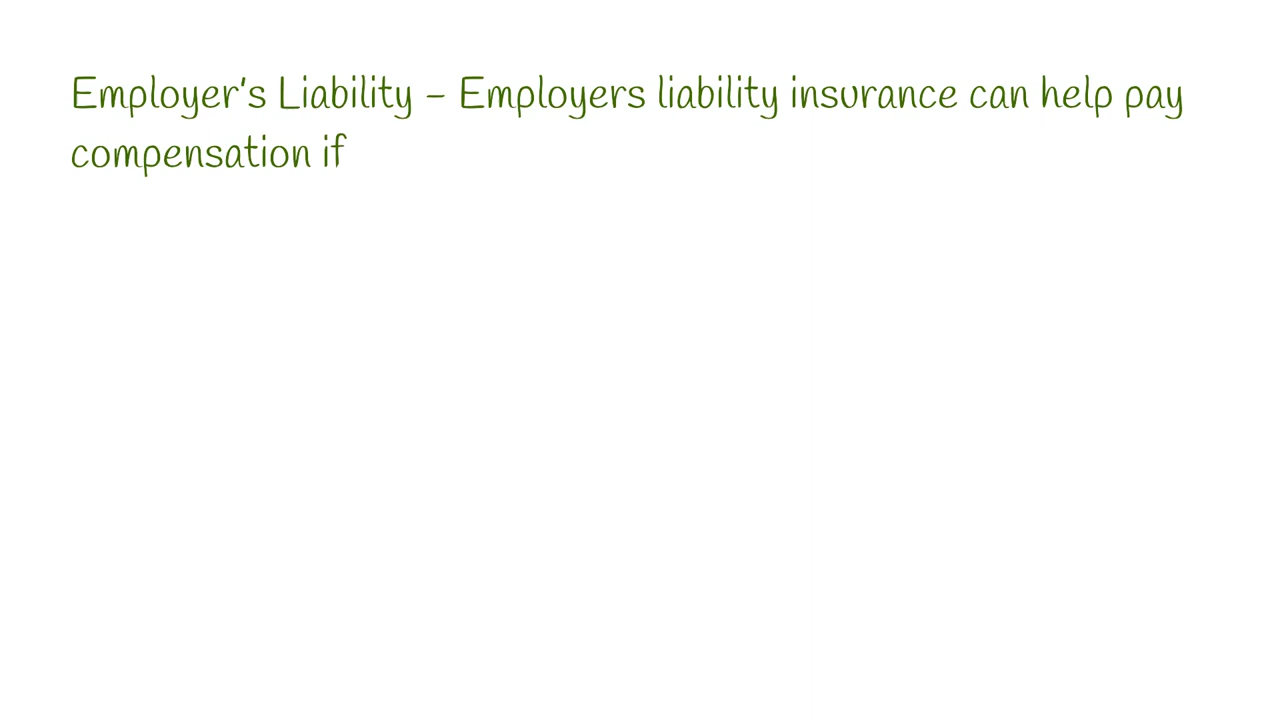 Employer's Liability – Employers liability insurance can help pay
compensation if